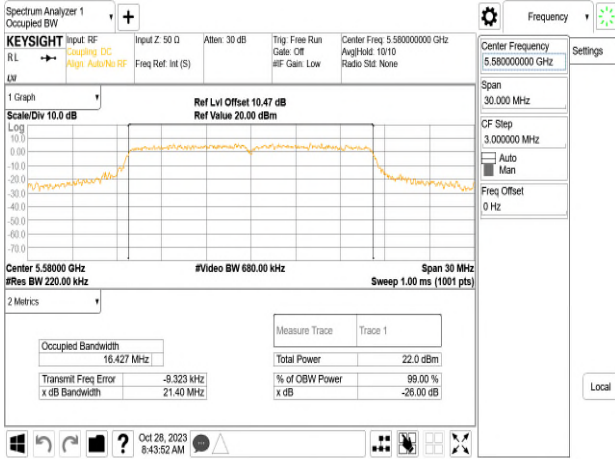 Spectrum Analyzer 1
Occupied BW
Frequency
KEYSIGHT
RL
Input: RF
Coupling: DC
Align: Auto/No RF
Input Z: 50 Ω
Freq Ref: Int (S)
Atten: 30 dB
Trig: Free Run
Gate: Off
#IF Gain: Low
Center Freq: 5.580000000 GHz
Avg|Hold: 10/10
Radio Std: None
Center Frequency
5.580000000 GHz
Settings
Span
30.000 MHz
CF Step
3.000000 MHz
Auto
Man
Freq Offset
0 Hz
Local
1 Graph
Scale/Div 10.0 dB
Ref Lvl Offset 10.47 dB
Ref Value 20.00 dBm
Log
10.0
0.00
-10.0
-20.0
-30.0
-40.0
-50.0
-60.0
-70.0
Center 5.58000 GHz
#Video BW 680.00 kHz
Span 30 MHz
#Res BW 220.00 kHz
Sweep 1.00 ms (1001 pts)
2 Metrics
Measure Trace
Trace 1
Occupied Bandwidth
16.427 MHz
Total Power
22.0 dBm
Transmit Freq Error
-9.323 kHz
% of OBW Power
99.00 %
x dB Bandwidth
21.40 MHz
x dB
-26.00 dB
?
Oct 28, 2023
8:43:52 AM